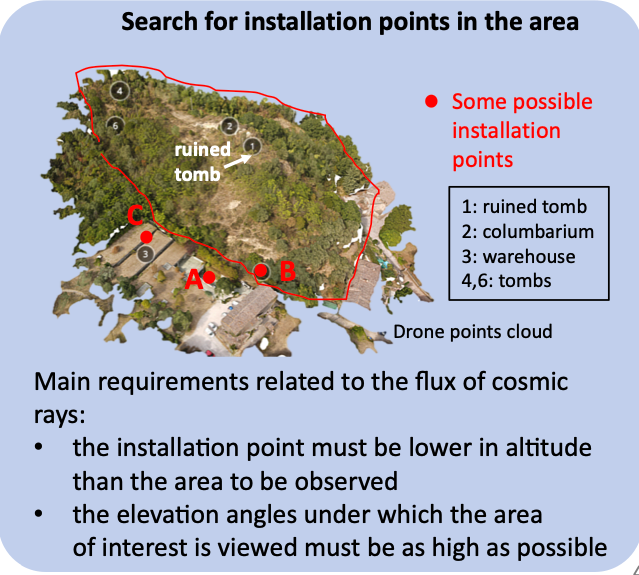 Search for installation points in the area
Some possible
installation
points
4
6
2
1
ruined
tomb
C
3
A
B
1: ruined tomb
2: columbarium
3: warehouse
4,6: tombs
Drone points cloud
Main requirements related to the flux of cosmic
rays:
• the installation point must be lower in altitude
than the area to be observed
• the elevation angles under which the area
of interest is viewed must be as high as possible